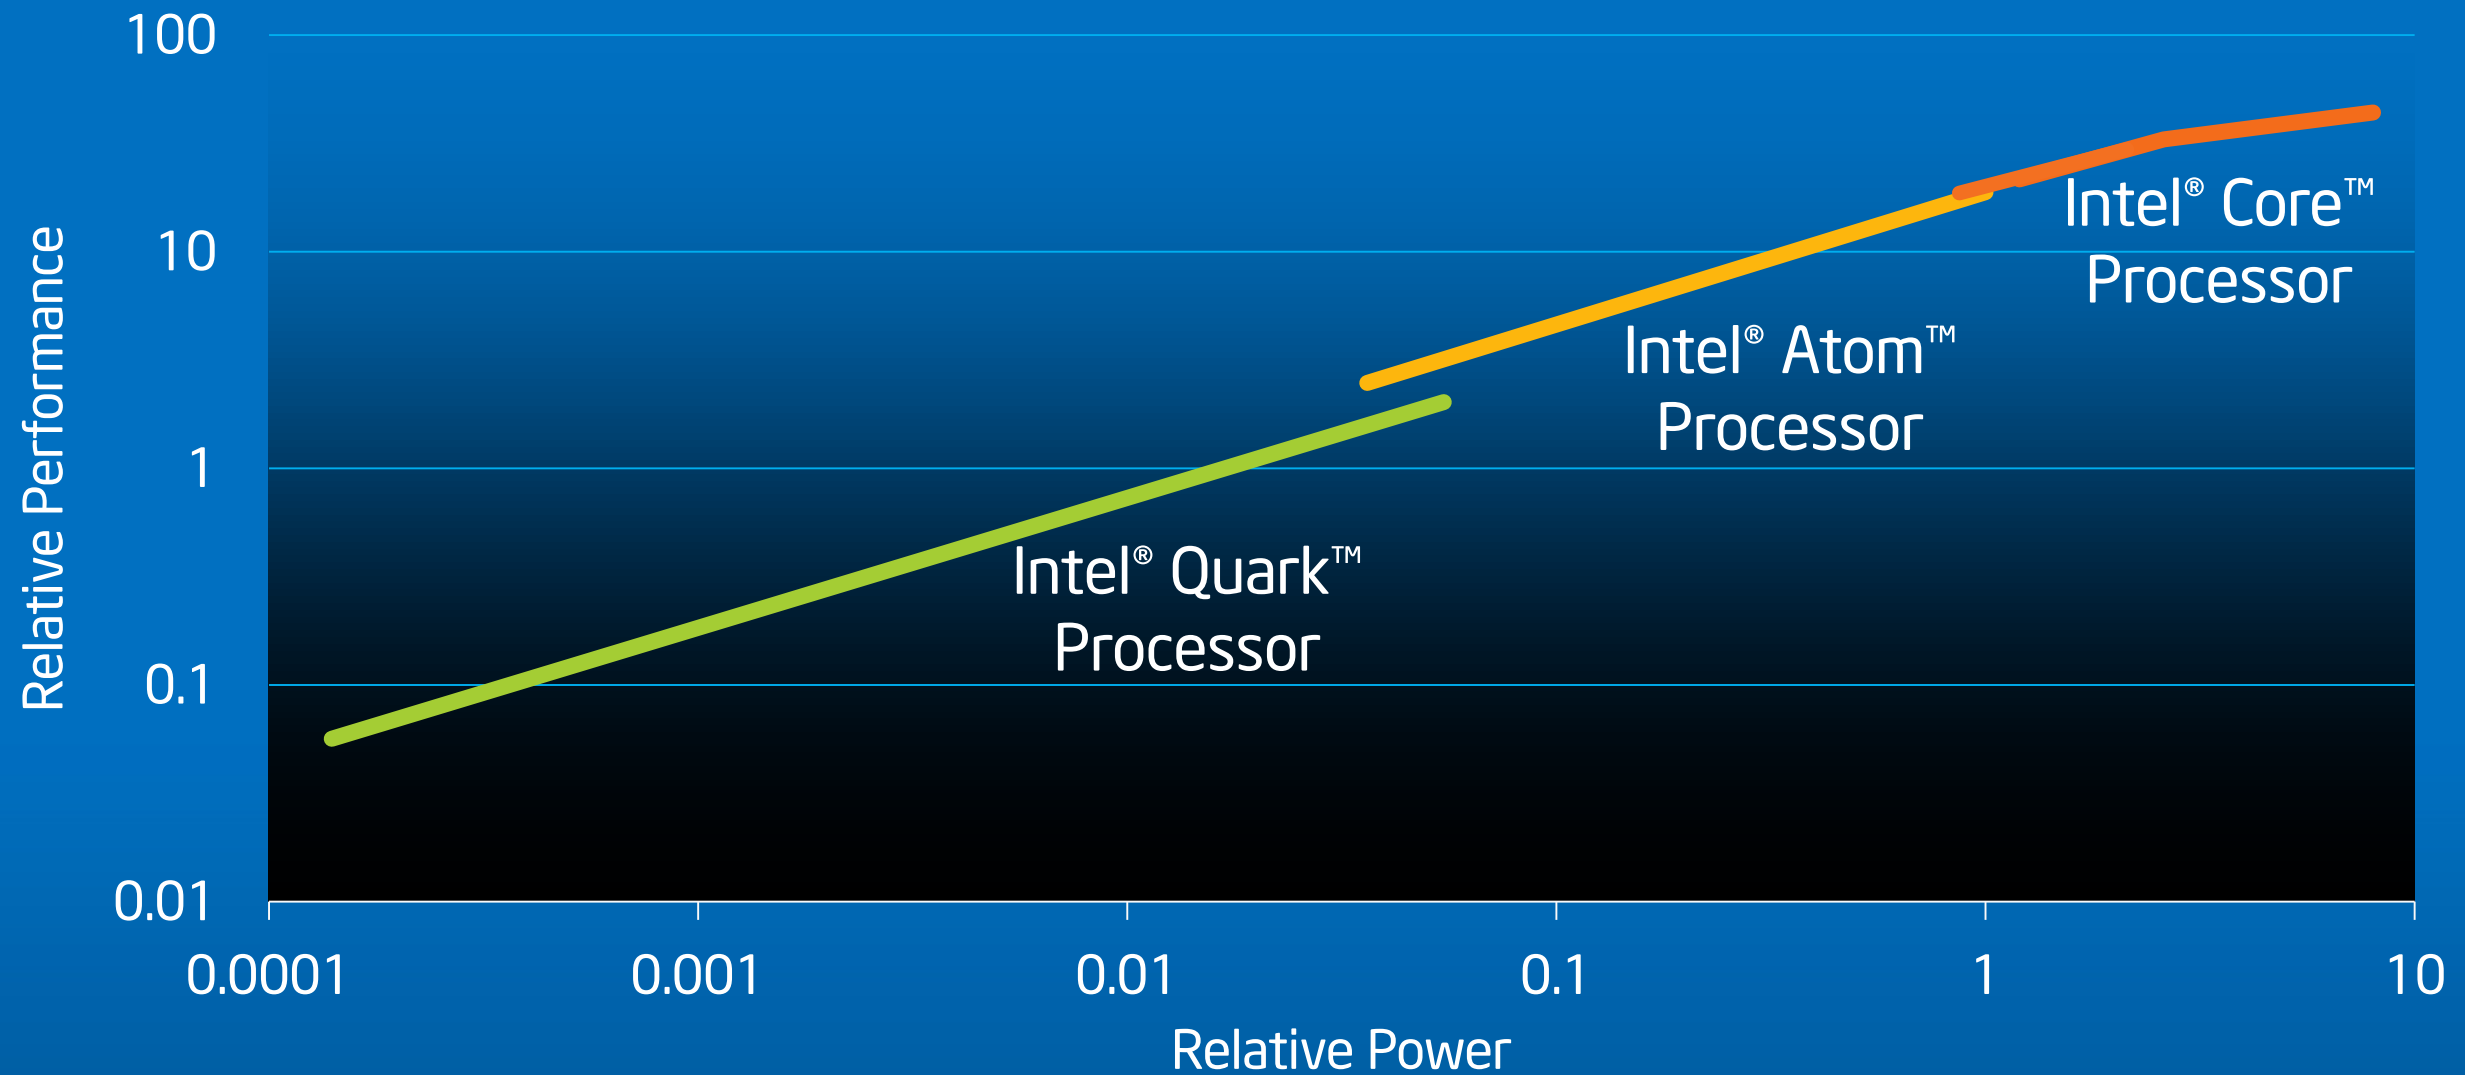 100
10
1
0.1
0.01
Relative Performance
Intel® Core™
Processor
Intel® Atom™
Processor
Intel® Quark™
Processor
0.0001
0.001
0.01
0.1
1
10
Relative Power